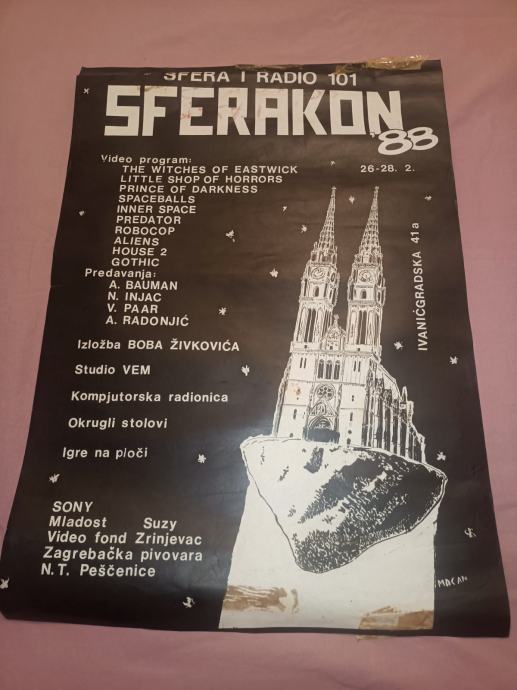 SFERA I RADIO 101
SFERAKON '88
26-28. 2.
IVANIĆGRADSKA 41a
Video program:
THE WITCHES OF EASTWICK
LITTLE SHOP OF HORRORS
PRINCE OF DARKNESS
SPACEBALLS
INNER SPACE
PREDATOR
ROBOCOP
ALIENS
HOUSE 2
GOTHIC
Predavanja:
A. BAUMAN
N. INJAC
V. PAAR
A. RADONJIĆ
Izložba BOBA ŽIVKOVIĆA
Studio VEM
Kompjutorska radionica
Okrugli stolovi
Igre na ploči
SONY
Mladost Suzy
Video fond Zrinjevac
Zagrebačka pivovara
N.T. Peščenice
MACAN